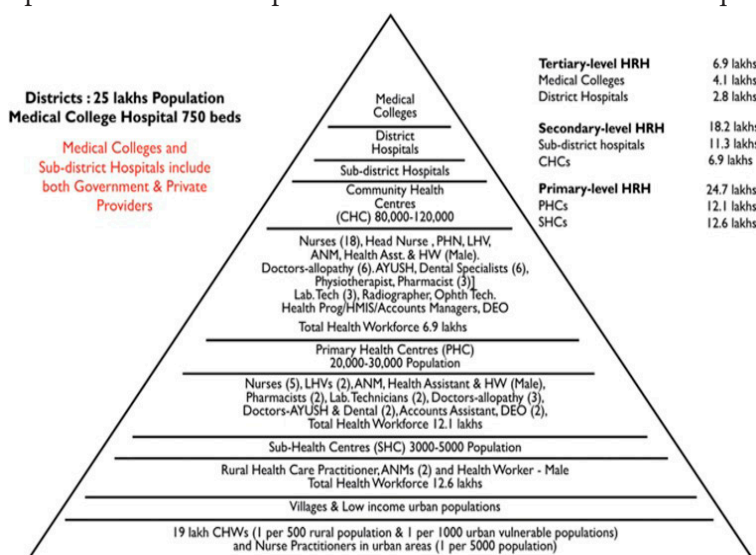 Districts : 25 lakhs Population
Medical College Hospital 750 beds
Medical Colleges and
Sub-district Hospitals include
both Government & Private
Providers
Medical
Colleges
District
Hospitals
Sub-district Hospitals
Community Health
Centres
(CHC) 80,000-120,000
Nurses (18), Head Nurse , PHN, LHV,
ANM, Health Asst. & HW (Male).
Doctors-allopathy (6). AYUSH, Dental Specialists (6),
Physiotherapist, Pharmacist (3)]
Lab. Tech (3), Radiographer, Ophth Tech.
Health Prog/HMIS/Accounts Managers, DEO
Total Health Workforce 6.9 lakhs
Primary Health Centres (PHC)
20,000-30,000 Population
Nurses (5), LHVs (2), ANM, Health Assistant & HW (Male),
Pharmacists (2), Lab. Technicians (2), Doctors-allopathy (3),
Doctors-AYUSH & Dental (2), Accounts Assistant, DEO (2),
Total Health Workforce 12.1 lakhs
Sub-Health Centres (SHC) 3000-5000 Population
Rural Health Care Practitioner, ANMs (2) and Health Worker - Male
Total Health Workforce 12.6 lakhs
Villages & Low income urban populations
19 lakh CHWs (1 per 500 rural population & 1 per 1000 urban vulnerable populations)
and Nurse Practitioners in urban areas (1 per 5000 population)
Tertiary-level HRH 6.9 lakhs
Medical Colleges 4.1 lakhs
District Hospitals 2.8 lakhs
Secondary-level HRH 18.2 lakhs
Sub-district hospitals 11.3 lakhs
CHCs 6.9 lakhs
Primary-level HRH 24.7 lakhs
PHCs 12.1 lakhs
SHCs 12.6 lakhs